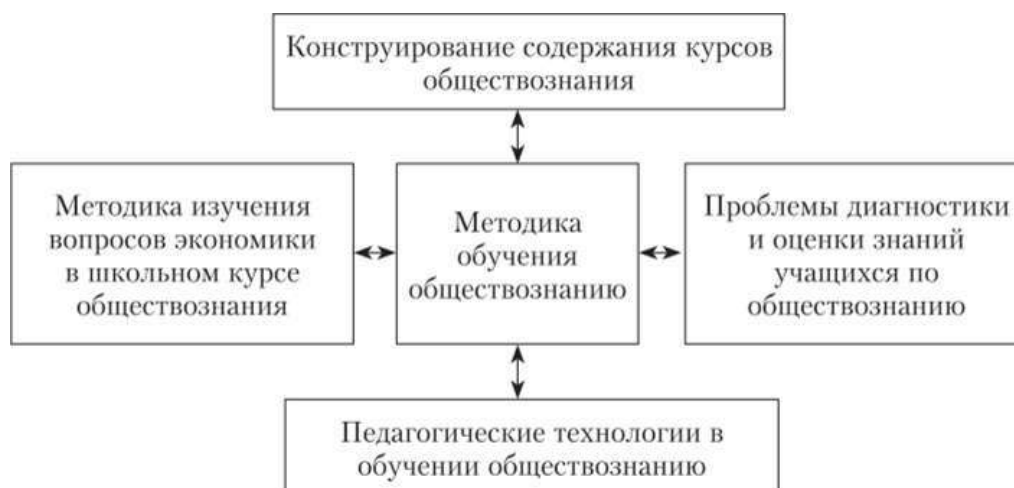 Конструирование содержания курсов
обществознания
Методика изучения
вопросов экономики
в школьном курсе
обществознания
Методика
обучения
обществознанию
Проблемы диагностики
и оценки знаний
учащихся по
обществознанию
Педагогические технологии в
обучении обществознанию